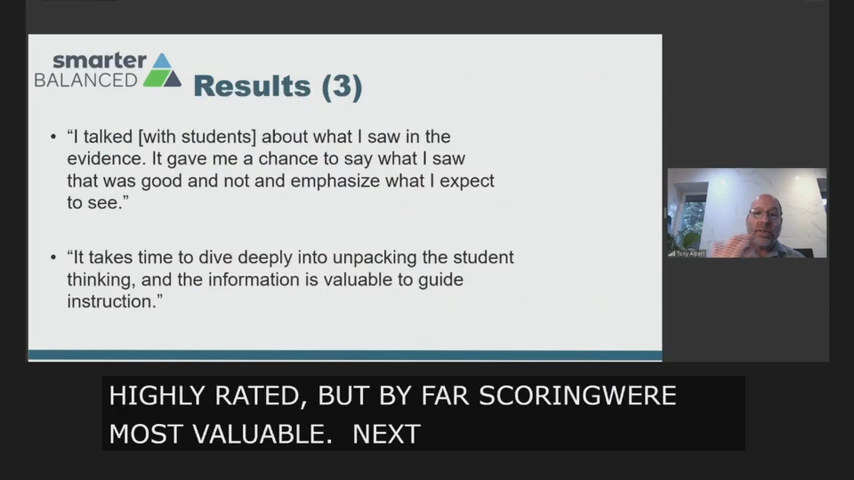 smarter
BALANCED
Results (3)
• “I talked [with students] about what I saw in the
evidence. It gave me a chance to say what I saw
that was good and not and emphasize what I expect
to see.”
• “It takes time to dive deeply into unpacking the student
thinking, and the information is valuable to guide
instruction.”
Tony Alpert
HIGHLY RATED, BUT BY FAR SCORINGWERE
MOST VALUABLE.  NEXT